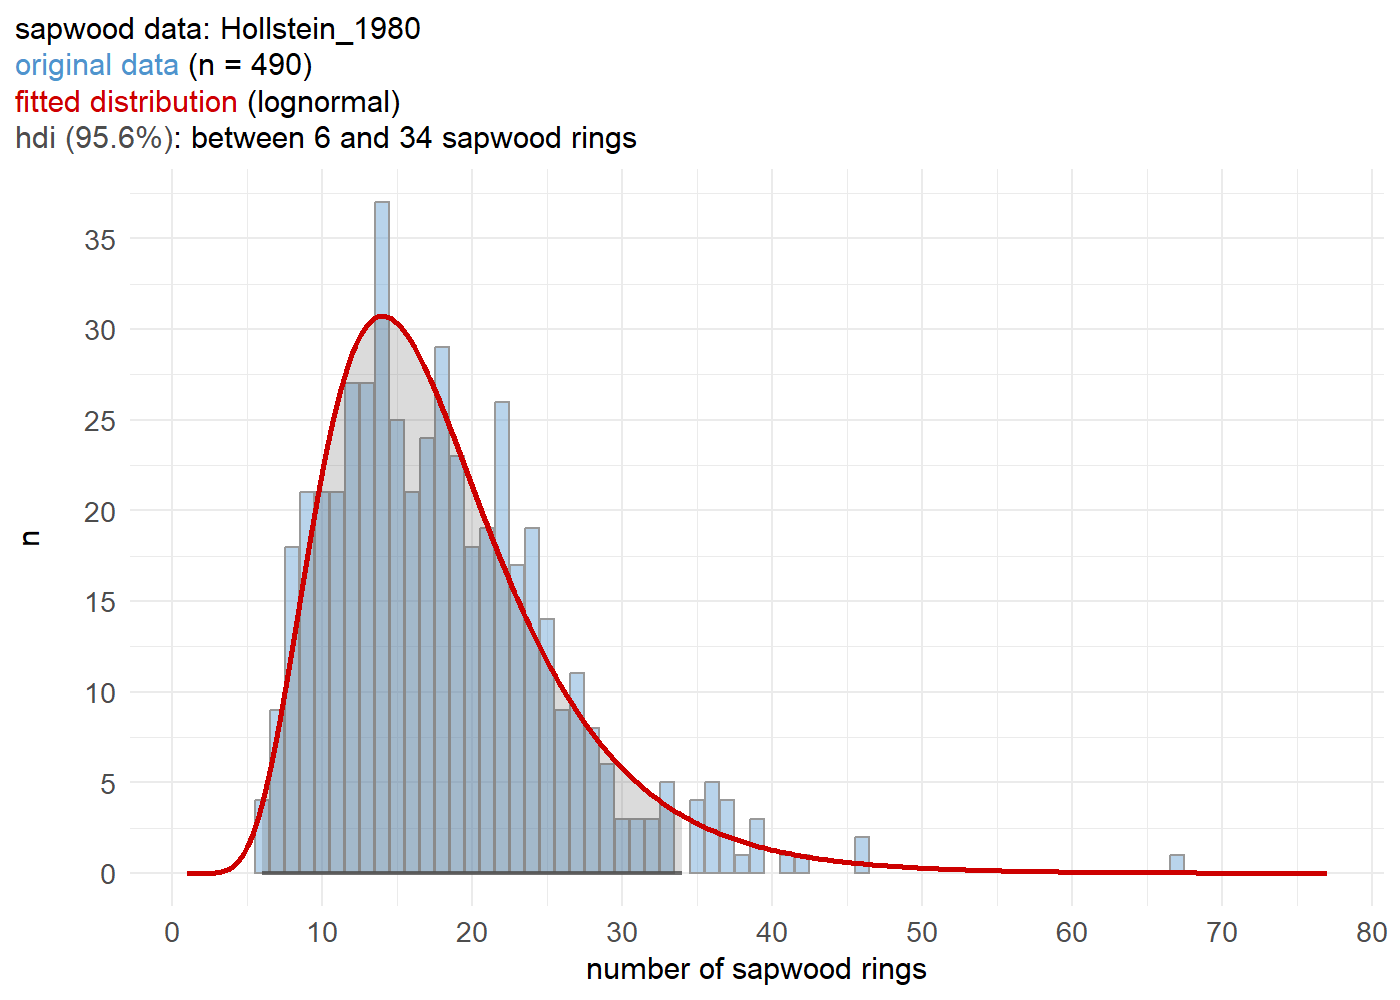 sapwood data: Hollstein_1980
original data (n = 490)
fitted distribution (lognormal)
hdi (95.6%): between 6 and 34 sapwood rings
35
30
25
20
15
10
5
0
n
0 10 20 30 40 50 60 70 80
number of sapwood rings